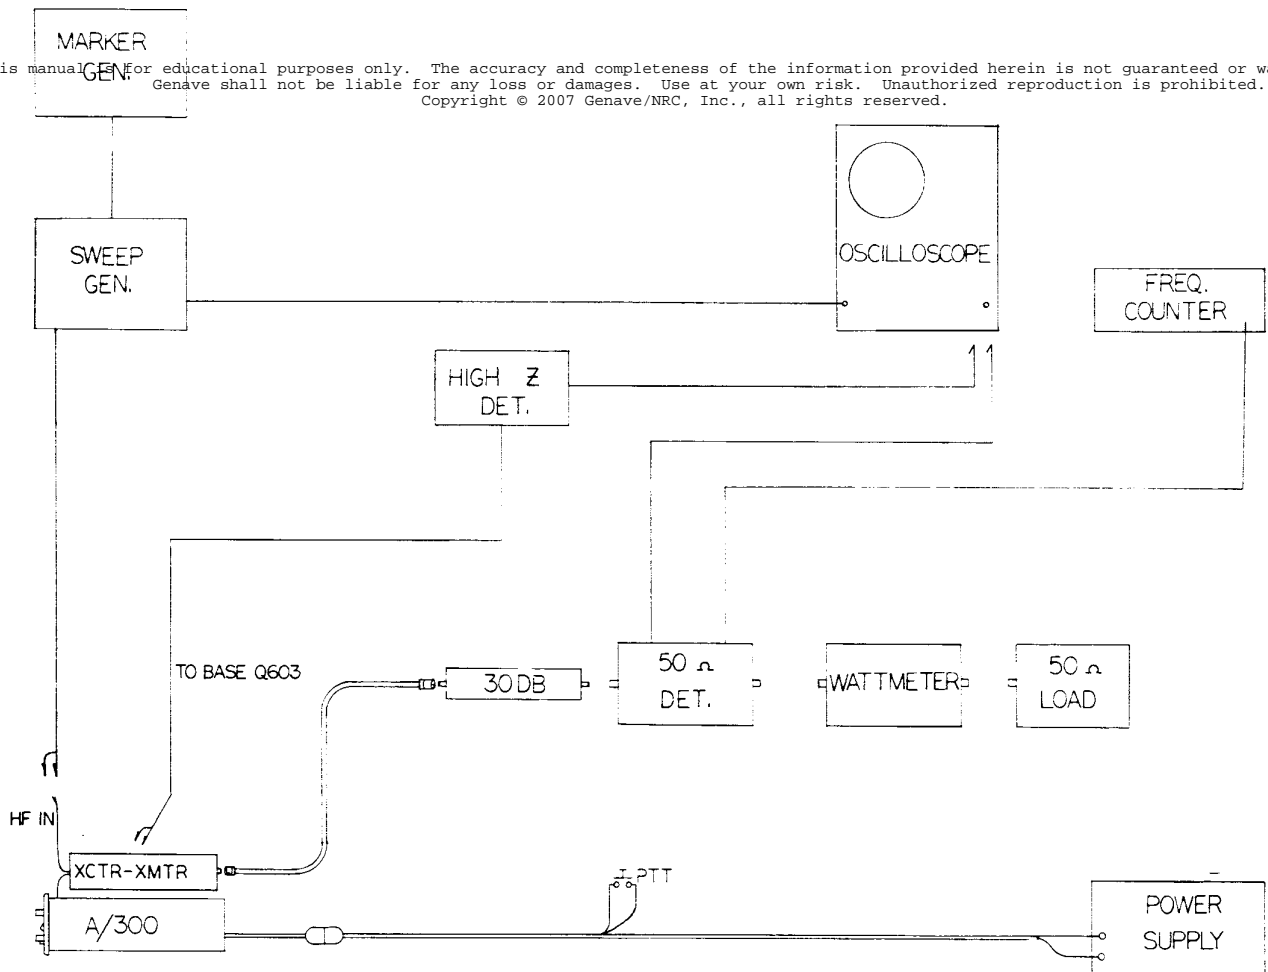 MARKER
GEN.
is manual is for educational purposes only. The accuracy and completeness of the information provided herein is not guaranteed or wa
Genave shall not be liable for any loss or damages. Use at your own risk. Unauthorized reproduction is prohibited.
Copyright © 2007 Genave/NRC, Inc., all rights reserved.
SWEEP
GEN.
OSCILLOSCOPE
FREQ.
COUNTER
HIGH Z
DET.
TO BASE Q603
30 DB
50 Ω
DET.
WATTMETER
50 Ω
LOAD
HF IN
XCTR-XMTR
PTT
A/300
POWER
SUPPLY